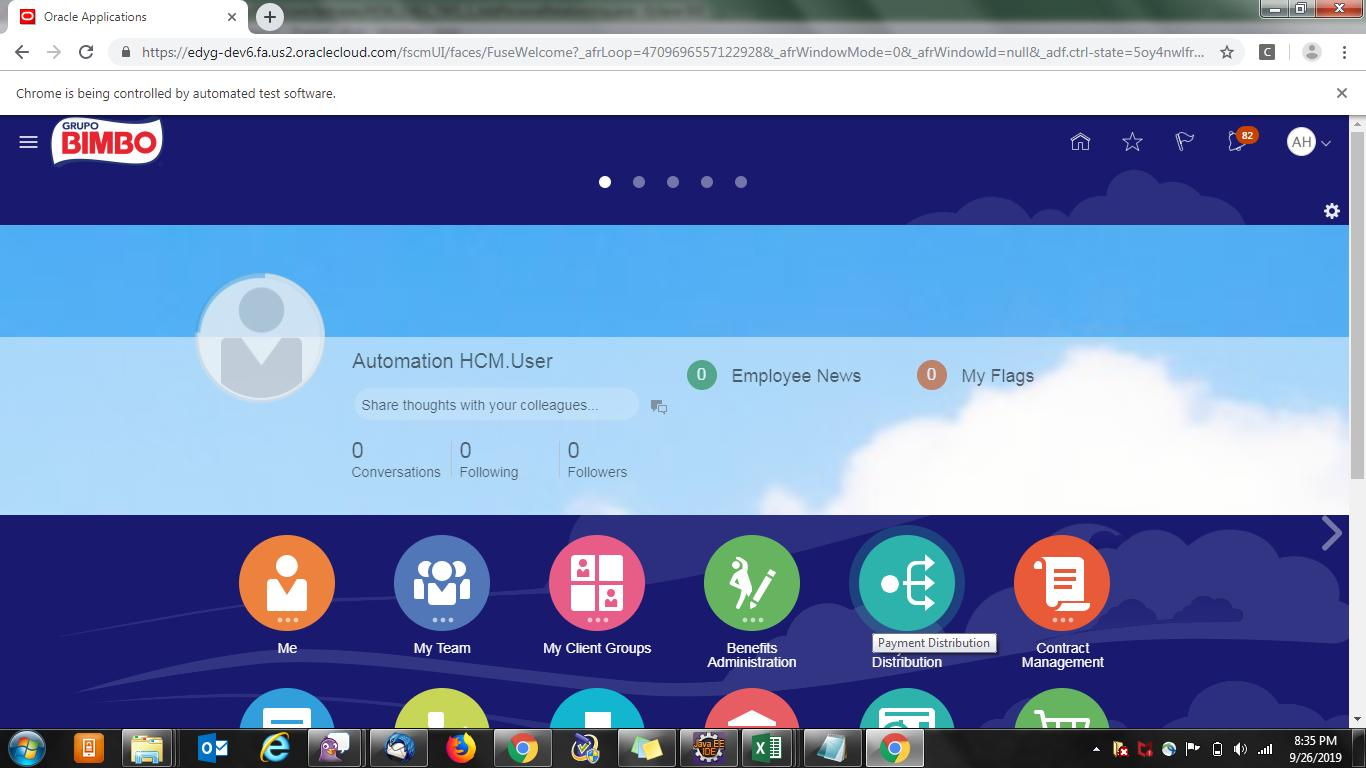 Oracle Applications
https://edyg-dev6.fa.us2.oraclecloud.com/fscmUI/faces/FuseWelcome?_afrLoop=4709696557122928&_afrWindowMode=0&_afrWindowId=null&_adf.ctrl-state=5oy4nwlfr...
C
Chrome is being controlled by automated test software.
GRUPO
BIMBO
82
AH
Automation HCM.User
0 Employee News
0 My Flags
Share thoughts with your colleagues...
0 0 0
Conversations Following Followers
Me
My Team
My Client Groups
Benefits
Administration
Payment Distribution
Distribution
Contract
Management
Java EE
IDE
8:35 PM
9/26/2019